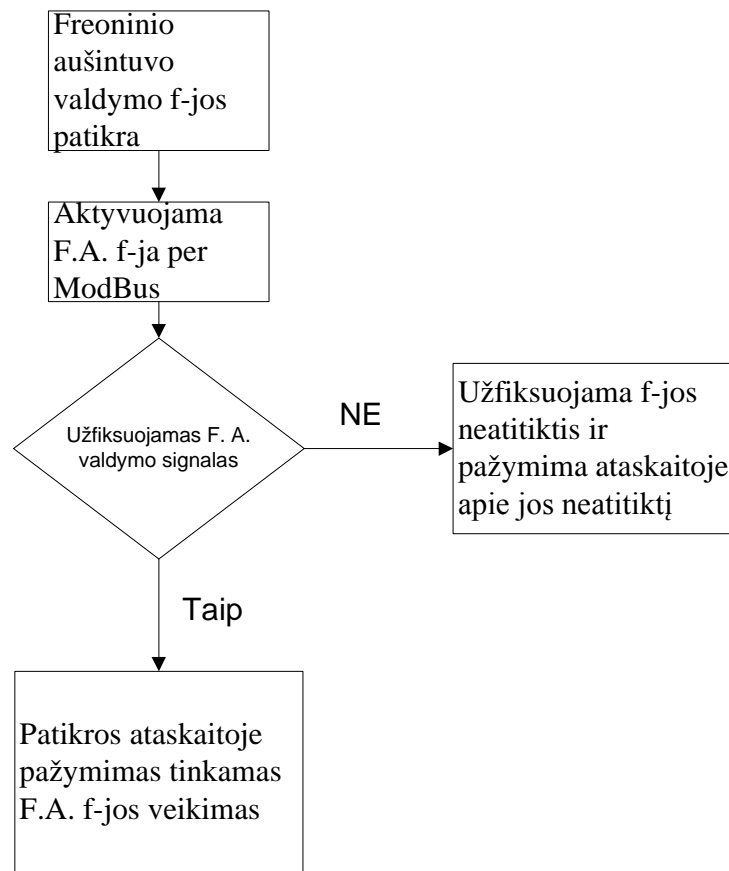 Freoninio
aušintuvo
valdymo f-jos
patikra
Aktyvuojama
F.A. f-ja per
ModBus
Užfiksuojamas F. A.
valdymo signalas
NE
Užfiksuojama f-jos
neatitiktis ir
pažymima ataskaitoje
apie jos neatitiktį
Taip
Patikros ataskaitoje
pažymimas tinkamas
F.A. f-jos veikimas